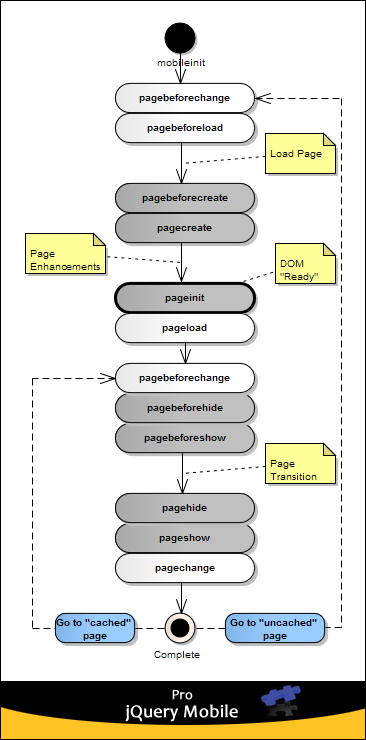 mobileinit
pagebeforechange
pagebeforeload
Load Page
pagebeforecreate
pagecreate
Page
Enhancements
DOM
"Ready"
pageinit
pageload
pagebeforechange
pagebeforehide
pagebeforeshow
Page
Transition
pagehide
pageshow
pagechange
Go to "cached"
page
Go to "uncached"
page
Complete
Pro
jQuery Mobile